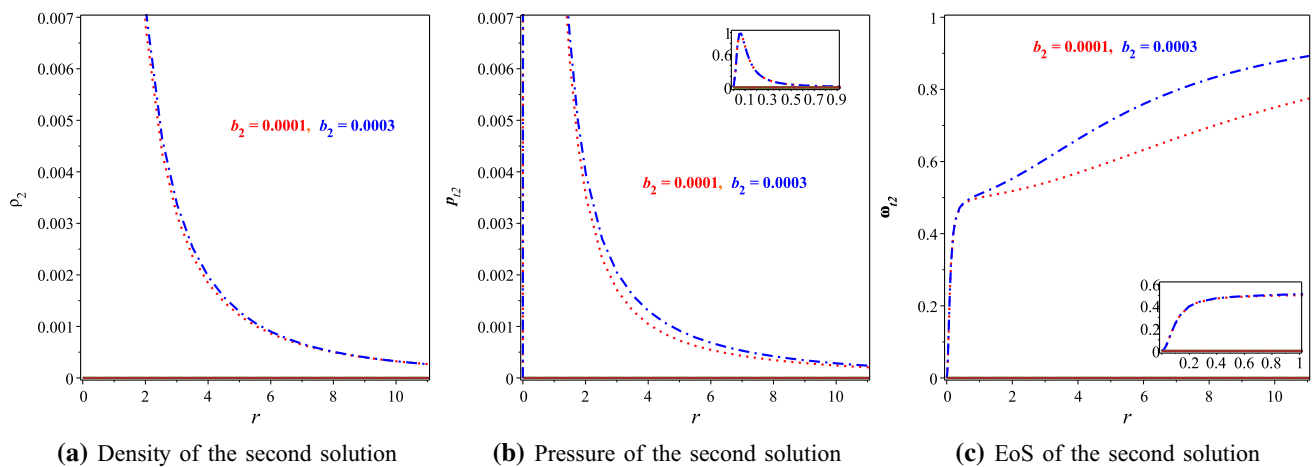 0.007
0.006
0.005
0.004
0.003
0.002
0.001
0
ρ₂
b₂ = 0.0001, b₂ = 0.0003
0 2 4 6 8 10
r
(a) Density of the second solution
0.007
0.006
0.005
0.004
0.003
0.002
0.001
0
p_{t2}
1
0.6
0
0.1 0.3 0.5 0.7 0.9
b₂ = 0.0001, b₂ = 0.0003
0 2 4 6 8 10
r
(b) Pressure of the second solution
1
0.8
0.6
0.4
0.2
0
ω_{t2}
b₂ = 0.0001, b₂ = 0.0003
0.6
0.4
0.2
0
0.2 0.4 0.6 0.8 1
0 2 4 6 8 10
r
(c) EoS of the second solution